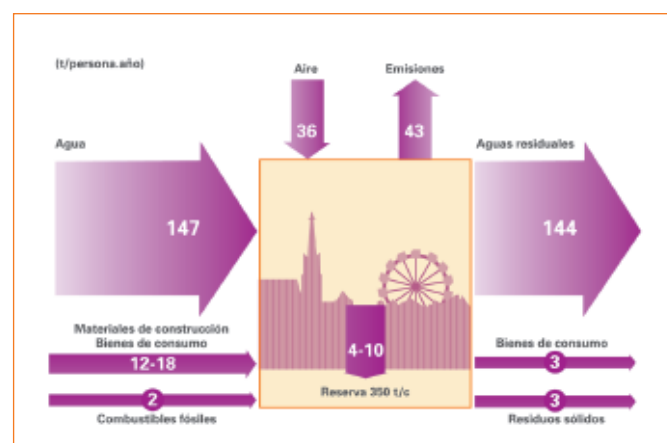 (t/persona.año)
Aire
Emisiones
36
43
Agua
Aguas residuales
147
144
Materiales de construcción
Bienes de consumo
12-18
4-10
Bienes de consumo
3
2
Reserva 350 t/c
3
Combustibles fósiles
Residuos sólidos